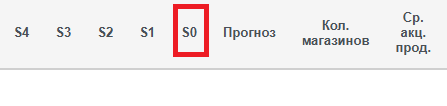 S4 S3 S2 S1 S0 Прогноз Кол. магазинов Ср. акц. прод.